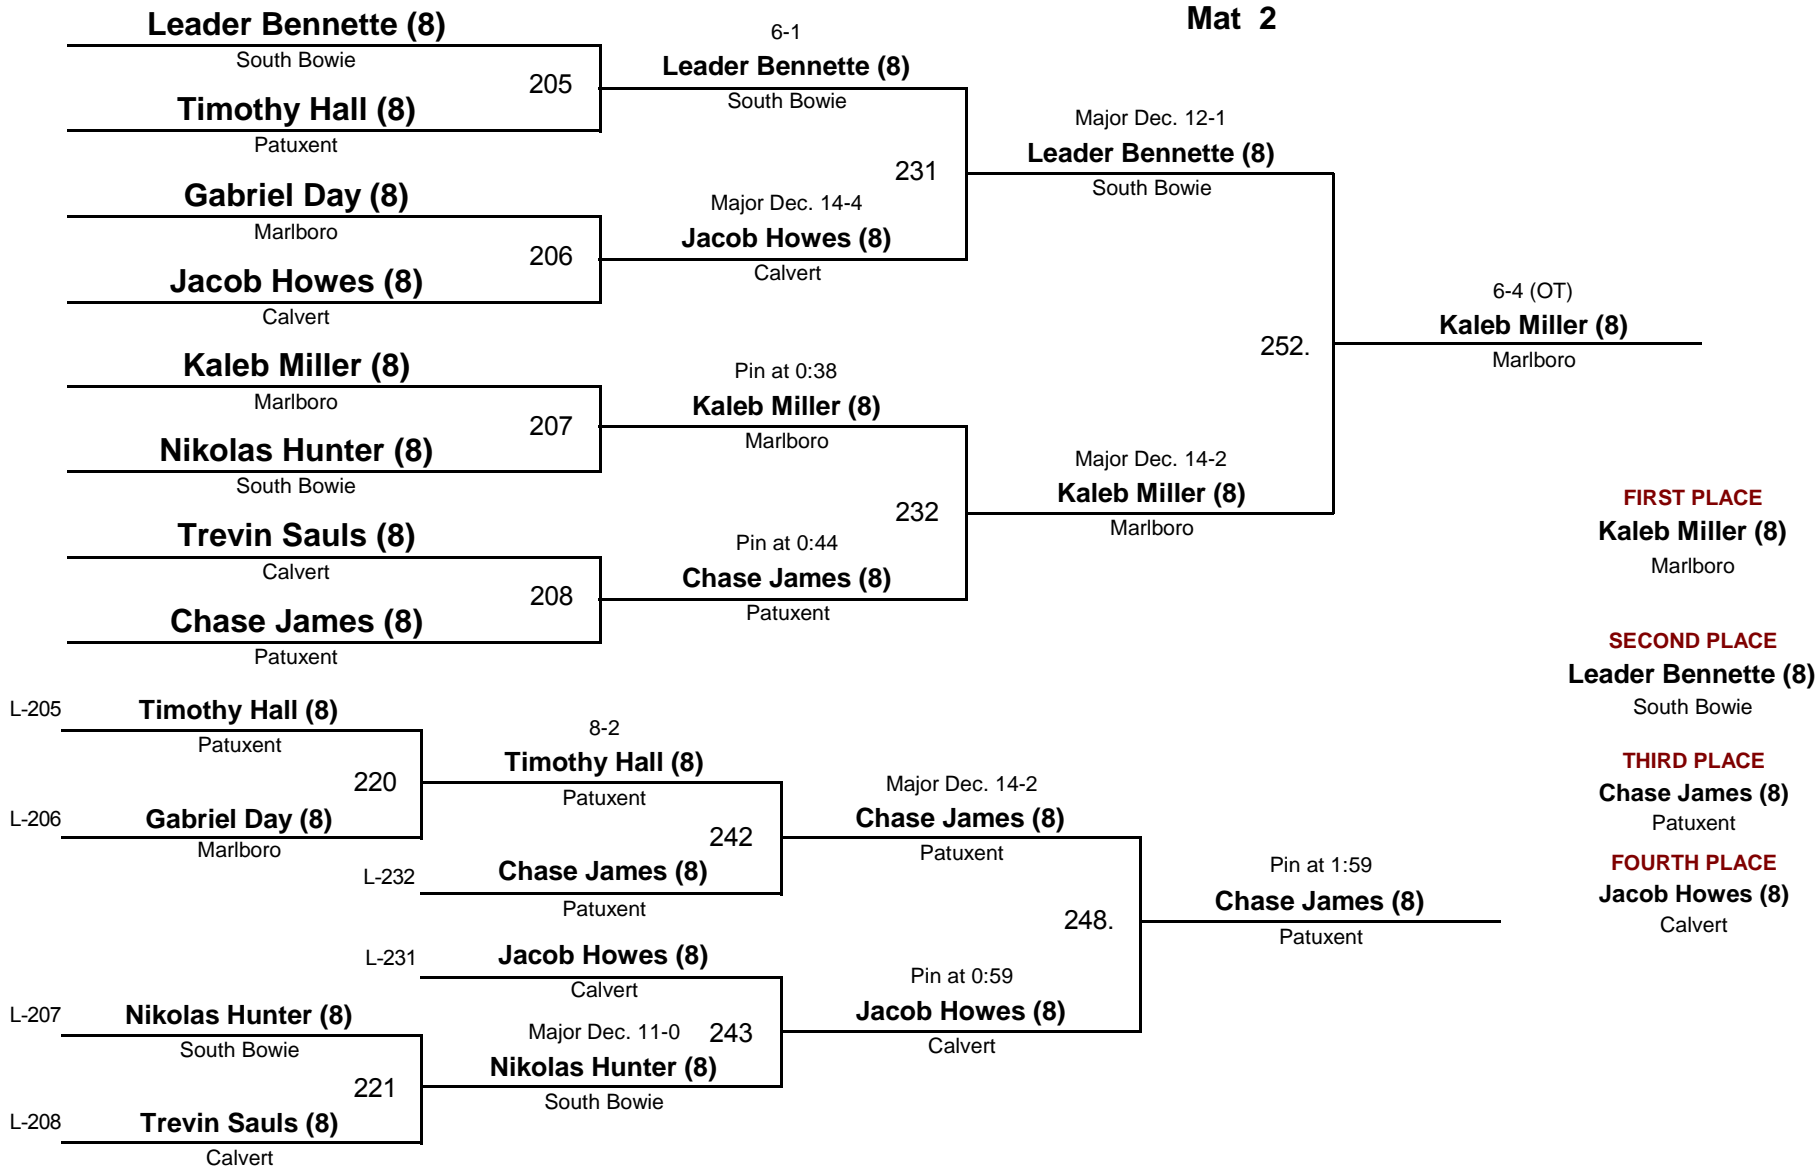 Mat 2
Leader Bennette (8)
South Bowie
205
Timothy Hall (8)
Patuxent
Gabriel Day (8)
Marlboro
206
Jacob Howes (8)
Calvert
Kaleb Miller (8)
Marlboro
207
Nikolas Hunter (8)
South Bowie
Trevin Sauls (8)
Calvert
208
Chase James (8)
Patuxent
6-1
Leader Bennette (8)
South Bowie
231
Major Dec. 14-4
Jacob Howes (8)
Calvert
Pin at 0:38
Kaleb Miller (8)
Marlboro
232
Pin at 0:44
Chase James (8)
Patuxent
Major Dec. 12-1
Leader Bennette (8)
South Bowie
252.
Major Dec. 14-2
Kaleb Miller (8)
Marlboro
6-4 (OT)
Kaleb Miller (8)
Marlboro
L-205
Timothy Hall (8)
Patuxent
220
L-206
Gabriel Day (8)
Marlboro
8-2
Timothy Hall (8)
Patuxent
242
L-232
Chase James (8)
Patuxent
L-231
Jacob Howes (8)
Calvert
L-207
Nikolas Hunter (8)
South Bowie
221
L-208
Trevin Sauls (8)
Calvert
Major Dec. 11-0
243
Nikolas Hunter (8)
South Bowie
Major Dec. 14-2
Chase James (8)
Patuxent
248.
Pin at 0:59
Jacob Howes (8)
Calvert
Pin at 1:59
Chase James (8)
Patuxent
FIRST PLACE
Kaleb Miller (8)
Marlboro
SECOND PLACE
Leader Bennette (8)
South Bowie
THIRD PLACE
Chase James (8)
Patuxent
FOURTH PLACE
Jacob Howes (8)
Calvert